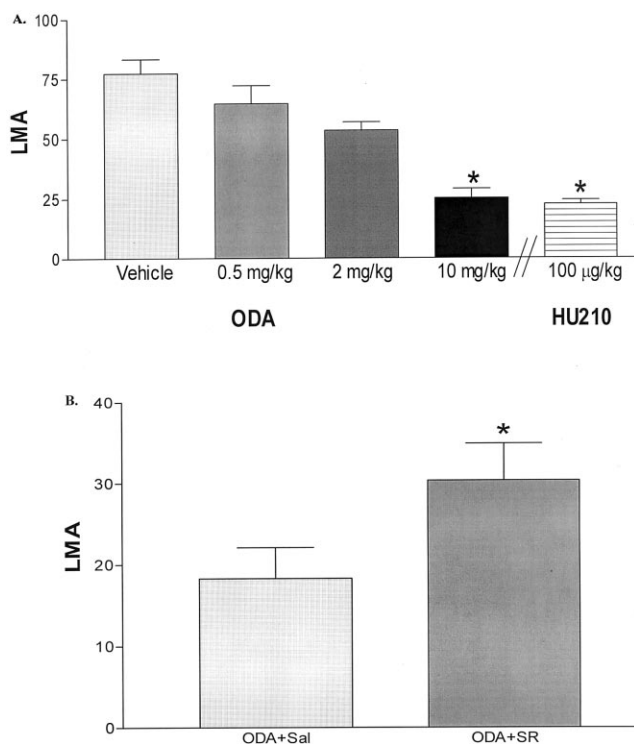 A.
100
75
50
25
0
LMA
*
*
Vehicle
0.5 mg/kg
2 mg/kg
10 mg/kg
//
100 μg/kg
ODA
HU210
B.
40
30
20
10
0
LMA
*
ODA+Sal
ODA+SR